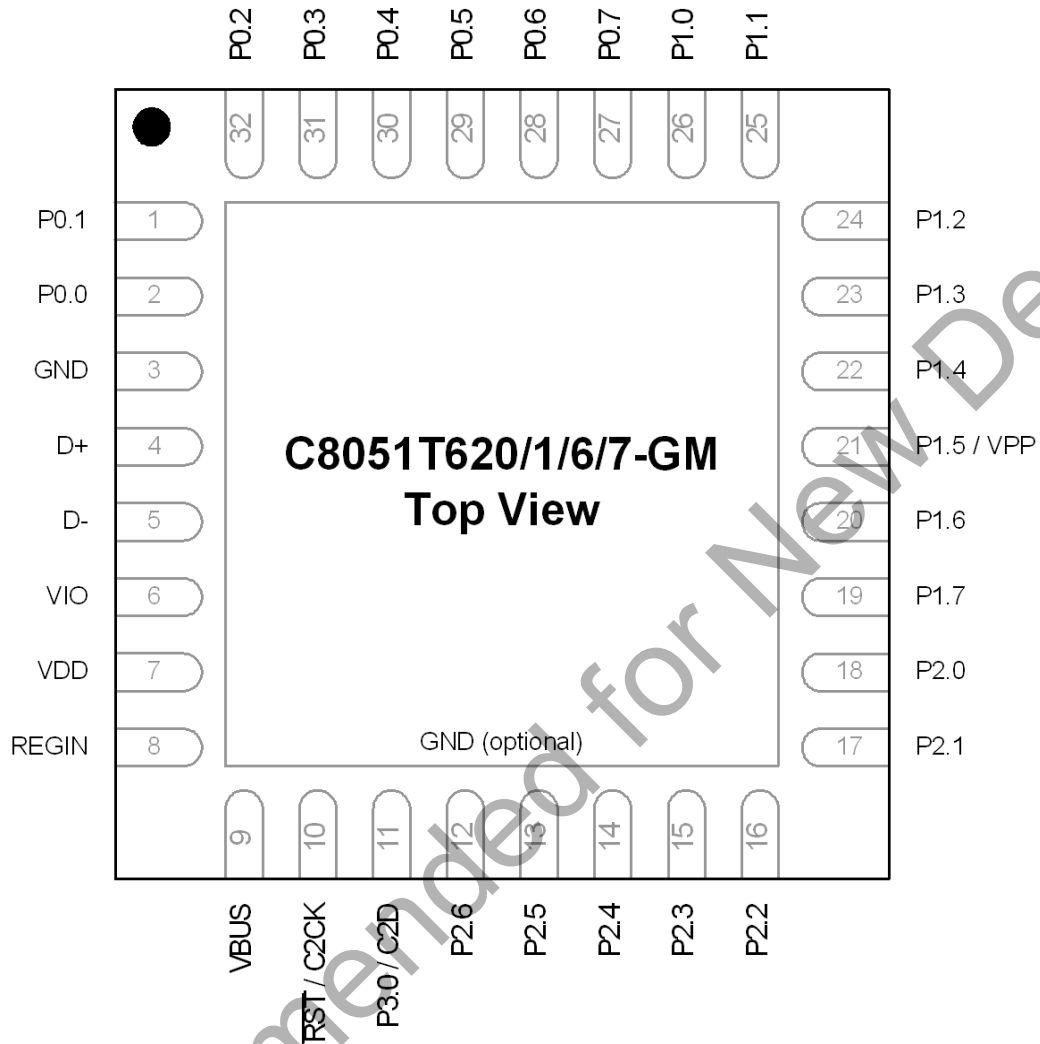 P0.2
P0.3
P0.4
P0.5
P0.6
P0.7
P1.0
P1.1
32
31
30
29
28
27
26
25
P0.1 1
P0.0 2
GND 3
D+ 4
D- 5
VIO 6
VDD 7
REGIN 8
C8051T620/1/6/7-GM
Top View
GND (optional)
24 P1.2
23 P1.3
22 P1.4
21 P1.5 / VPP
20 P1.6
19 P1.7
18 P2.0
17 P2.1
9
10
11
12
13
14
15
16
VBUS
RST / C2CK
P3.0 / C2D
P2.6
P2.5
P2.4
P2.3
P2.2
mended for New De